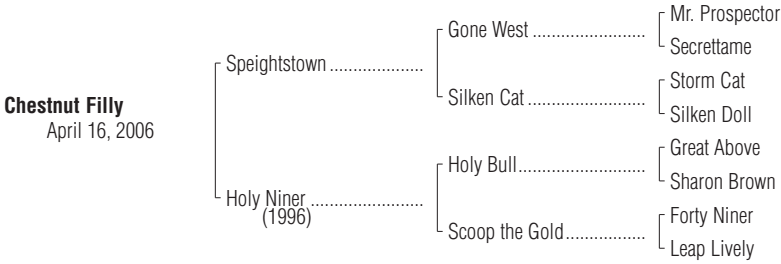 Mr. Prospector
Gone West
Secrettame
Speightstown
Storm Cat
Silken Cat
Silken Doll
Chestnut Filly
April 16, 2006
Great Above
Holy Bull
Sharon Brown
Holy Niner
(1996)
Forty Niner
Scoop the Gold
Leap Lively